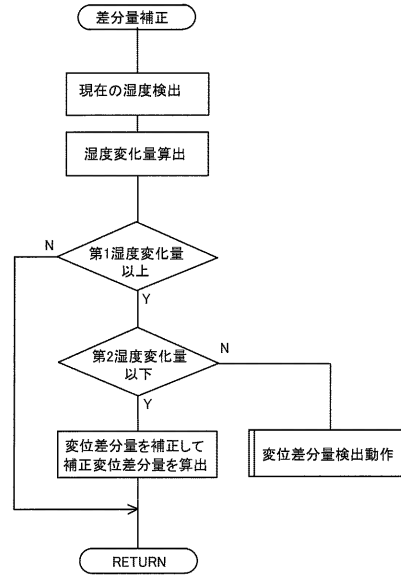 差分量補正
現在の湿度検出
湿度変化量算出
N
第1湿度変化量
以上
Y
第2湿度変化量
以下
N
Y
変位差分量を補正して
補正変位差分量を算出
変位差分量検出動作
RETURN